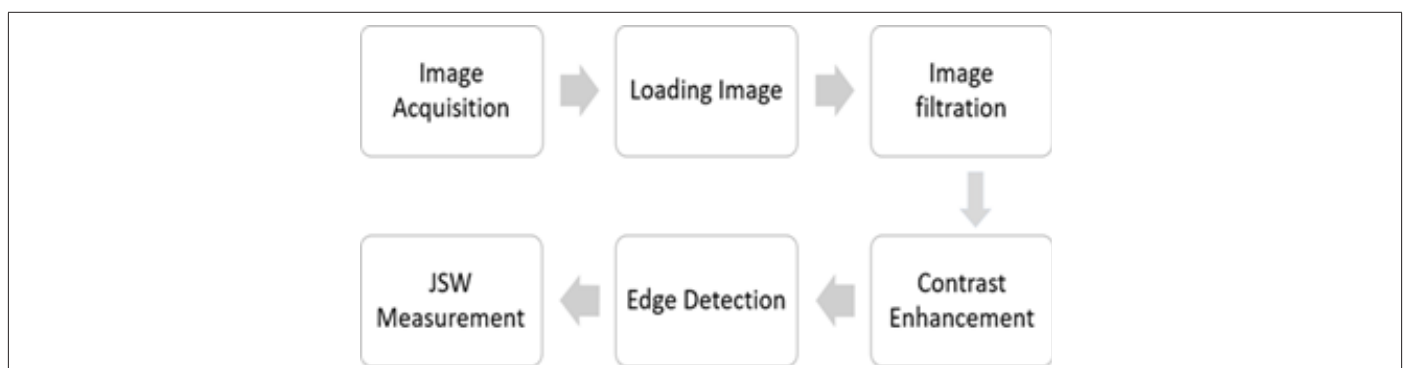 Image
Acquisition
Loading Image
Image
filtration
Contrast
Enhancement
Edge Detection
JSW
Measurement